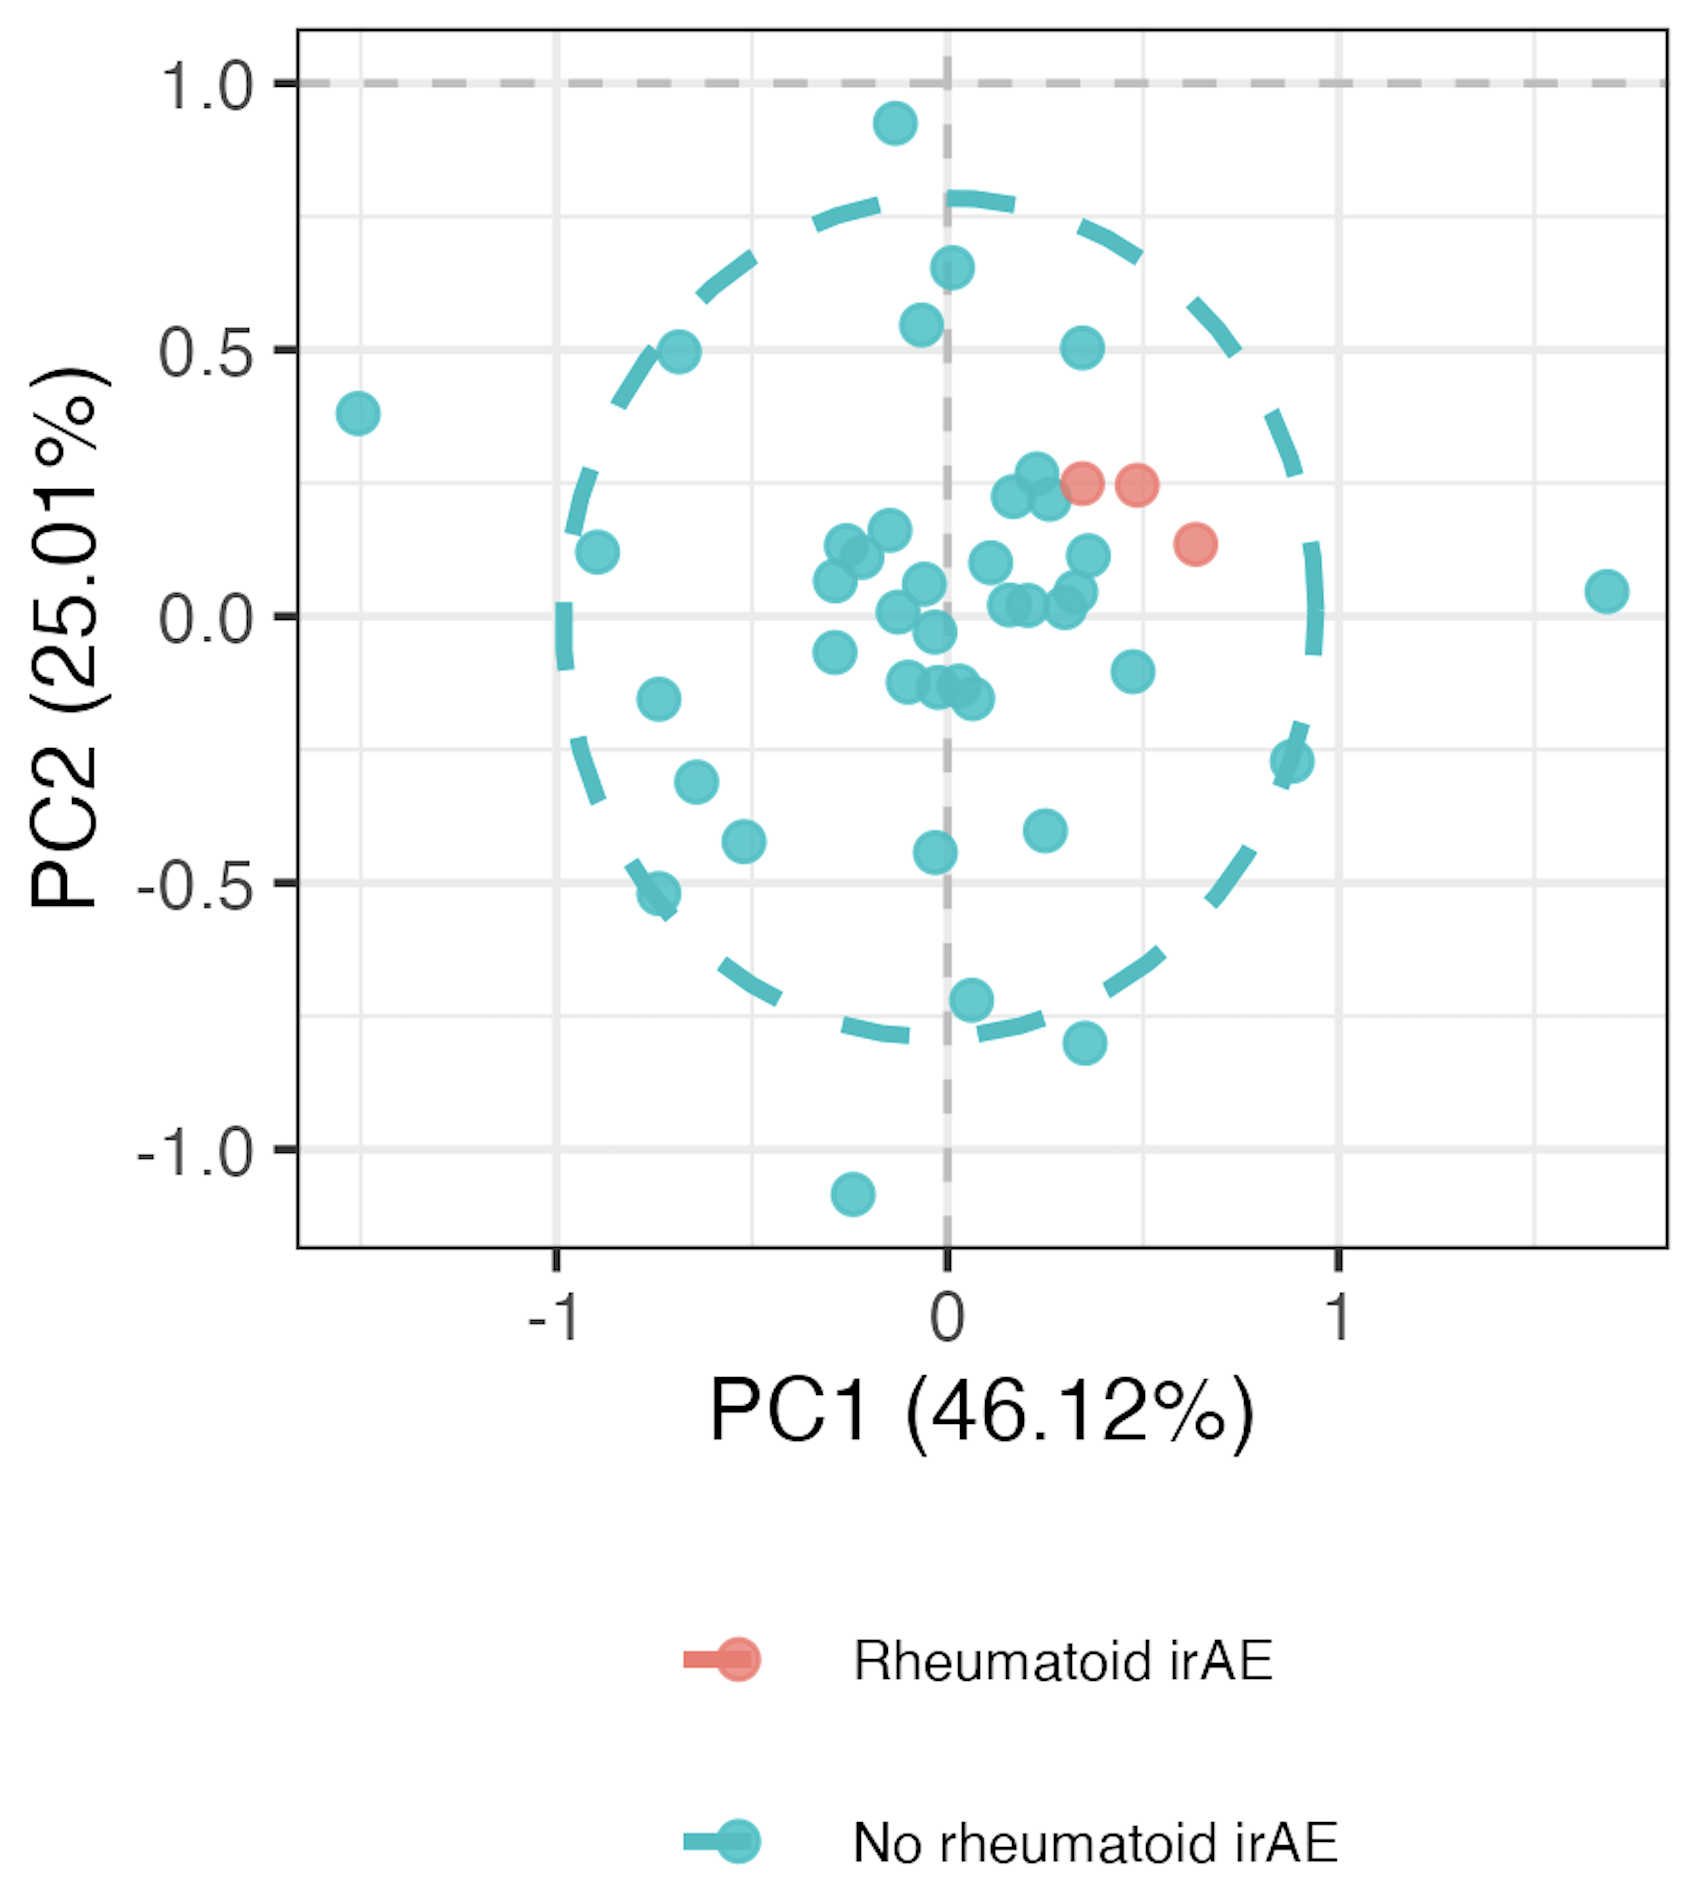 1.0
0.5
0.0
-0.5
-1.0
PC2 (25.01%)
-1 0 1
PC1 (46.12%)
Rheumatoid irAE
No rheumatoid irAE